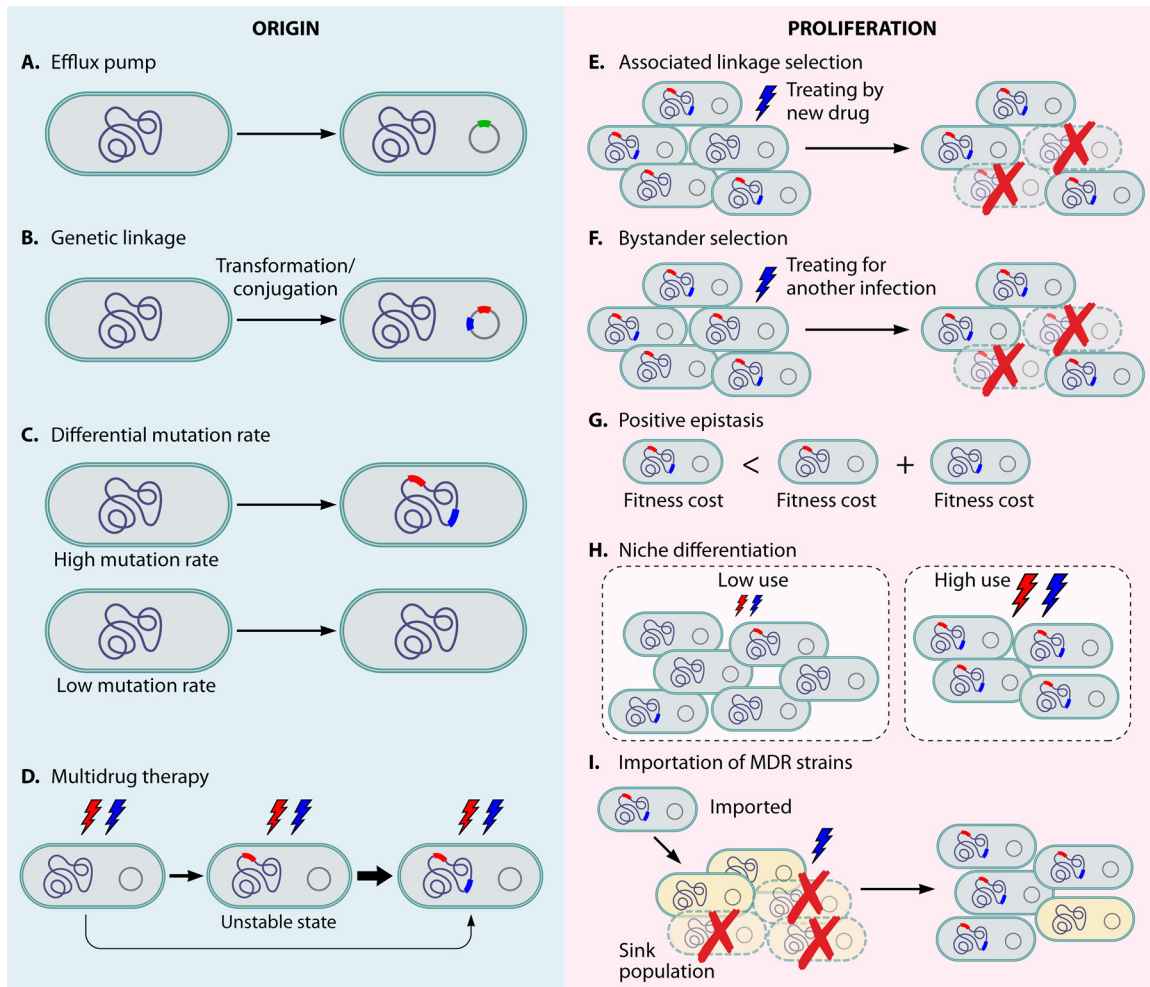 ORIGIN
A. Efflux pump
B. Genetic linkage
Transformation/
conjugation
C. Differential mutation rate
High mutation rate
Low mutation rate
D. Multidrug therapy
Unstable state
PROLIFERATION
E. Associated linkage selection
Treating by
new drug
F. Bystander selection
Treating for
another infection
G. Positive epistasis
< +
Fitness cost Fitness cost Fitness cost
H. Niche differentiation
Low use High use
I. Importation of MDR strains
Imported
Sink
population